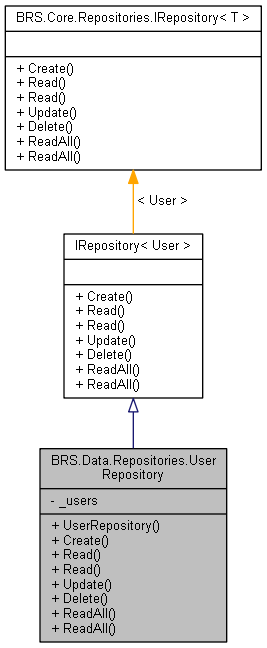 BRS.Core.Repositories.IRepository< T >
+ Create()
+ Read()
+ Read()
+ Update()
+ Delete()
+ ReadAll()
+ ReadAll()
< User >
IRepository< User >
+ Create()
+ Read()
+ Read()
+ Update()
+ Delete()
+ ReadAll()
+ ReadAll()
BRS.Data.Repositories.User
Repository
- _users
+ UserRepository()
+ Create()
+ Read()
+ Read()
+ Update()
+ Delete()
+ ReadAll()
+ ReadAll()